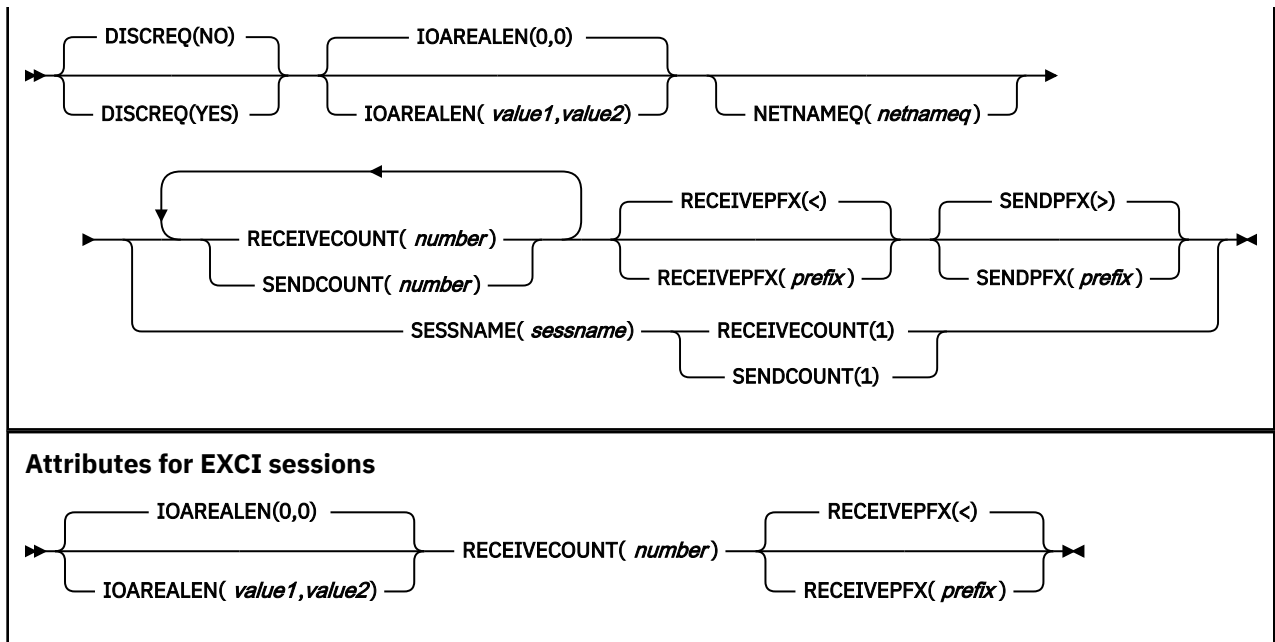 DISCREQ(NO) IOAREALEN(0,0)
DISCREQ(YES) IOAREALEN( value1,value2) NETNAMEQ( netnameq )
RECEIVEPFX(<) SENDPFX(>)
RECEIVECOUNT( number )
SENDCOUNT( number ) RECEIVEPFX( prefix ) SENDPFX( prefix )
SESSNAME( sessname) RECEIVECOUNT(1)
SENDCOUNT(1)
Attributes for EXCI sessions
IOAREALEN(0,0) RECEIVEPFX(<)
RECEIVECOUNT( number )
IOAREALEN( value1,value2) RECEIVEPFX( prefix )